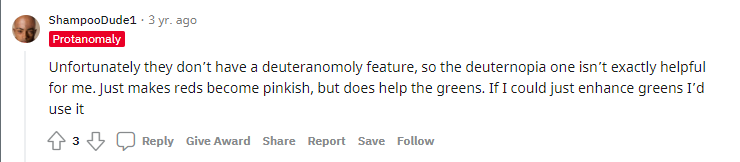 ShampooDude1 · 3 yr. ago
Protanomaly
Unfortunately they don’t have a deuteranomoly feature, so the deuternopia one isn’t exactly helpful
for me. Just makes reds become pinkish, but does help the greens. If I could just enhance greens I’d
use it
3 Reply Give Award Share Report Save Follow